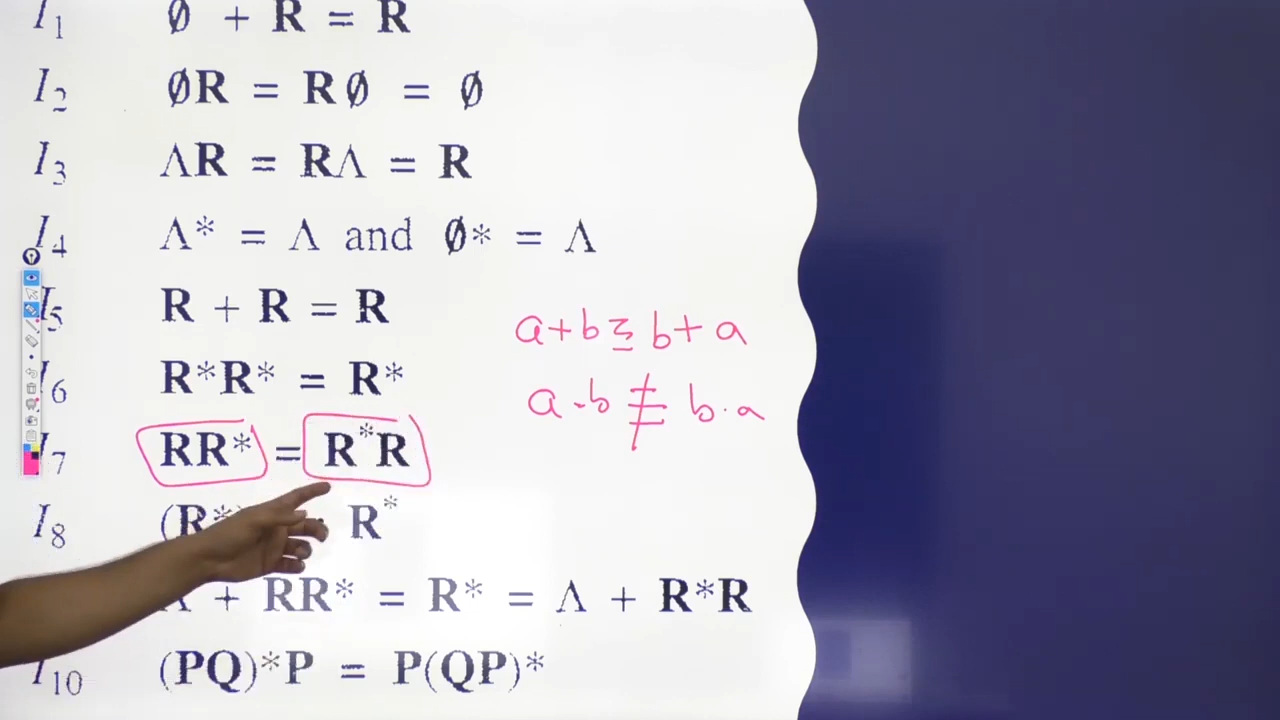 I1 ∅ + R = R
I2 ∅R = R∅ = ∅
I3 ΛR = RΛ = R
I4 Λ* = Λ and ∅* = Λ
I5 R + R = R
a+b = b+a
I6 R*R* = R*
a.b ≠ b.a
I7 RR* = R*R
I8 (R* R*
Λ + RR* = R* = Λ + R*R
I10 (PQ)*P = P(QP)*